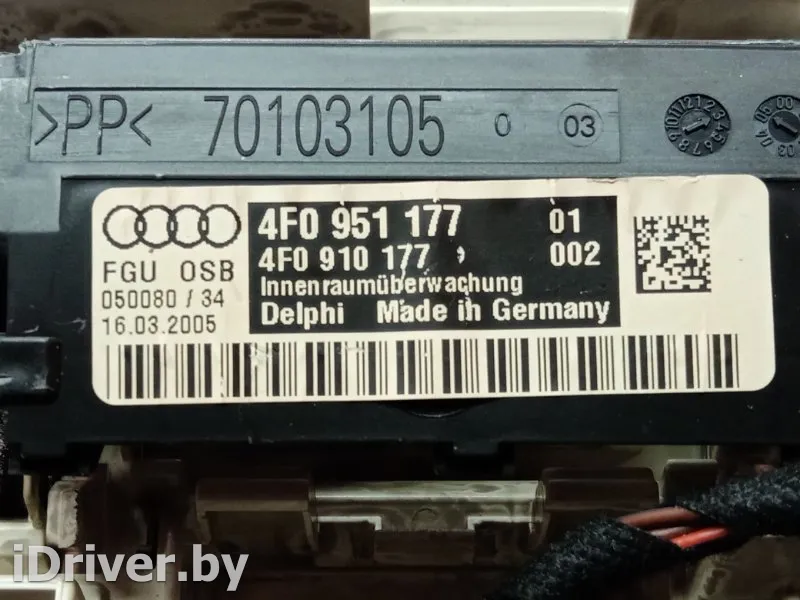 >PP< 70103105 0 03
4F0 951 177 01
4F0 910 177 002
FGU OSB
Innenraumüberwachung
050080 / 34
Delphi Made in Germany
16.03.2005
iDriver.by